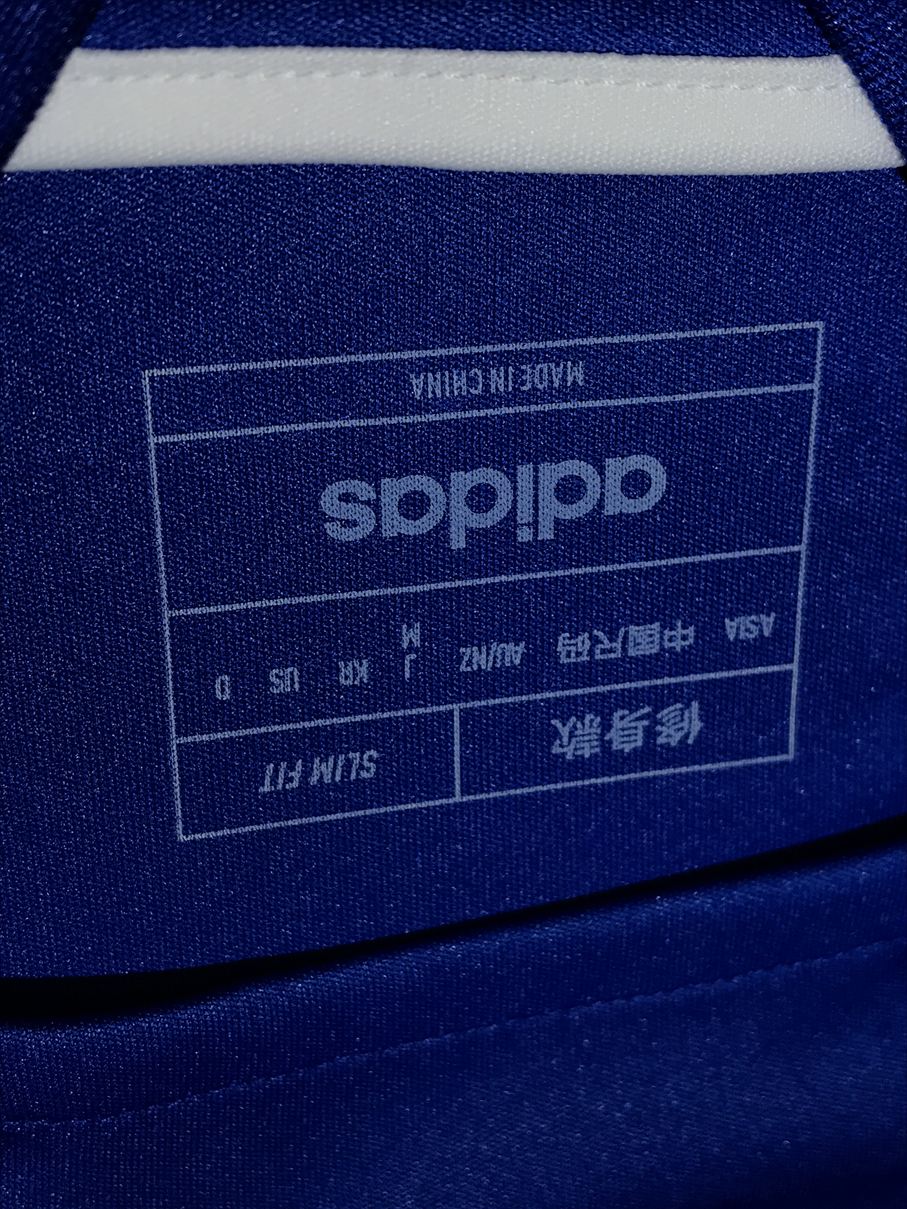 修身款 SLIM FIT
ASIA 中国尺码 AU/NZ J KR US D
M
adidas
MADE IN CHINA